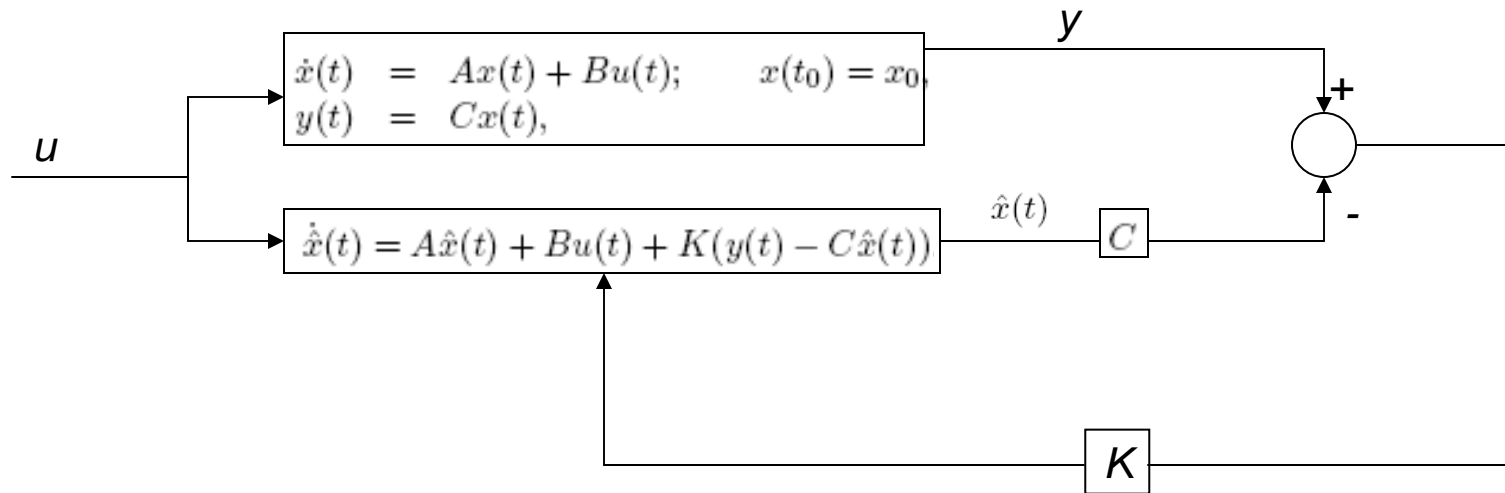 y
ẋ(t) = Ax(t) + Bu(t); x(t₀) = x₀,
y(t) = Cx(t),
+
u
x̂(t)
-
x̂̇(t) = Ax̂(t) + Bu(t) + K(y(t) − Cx̂(t))
C
K